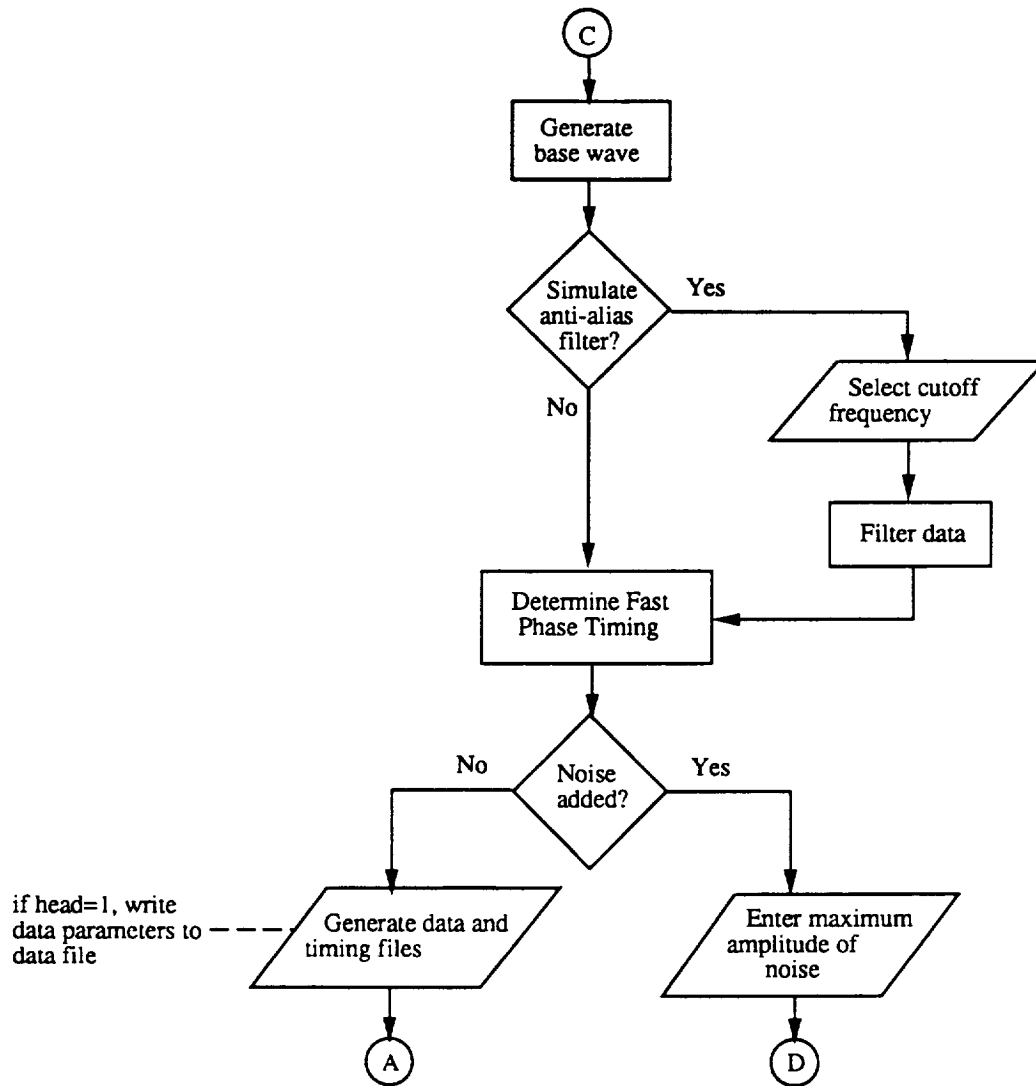 C
Generate
base wave
Simulate
anti-alias
filter?
Yes
No
Select cutoff
frequency
Filter data
Determine Fast
Phase Timing
No
Noise
added?
Yes
if head=1, write
data parameters to
data file
Generate data and
timing files
Enter maximum
amplitude of
noise
A
D